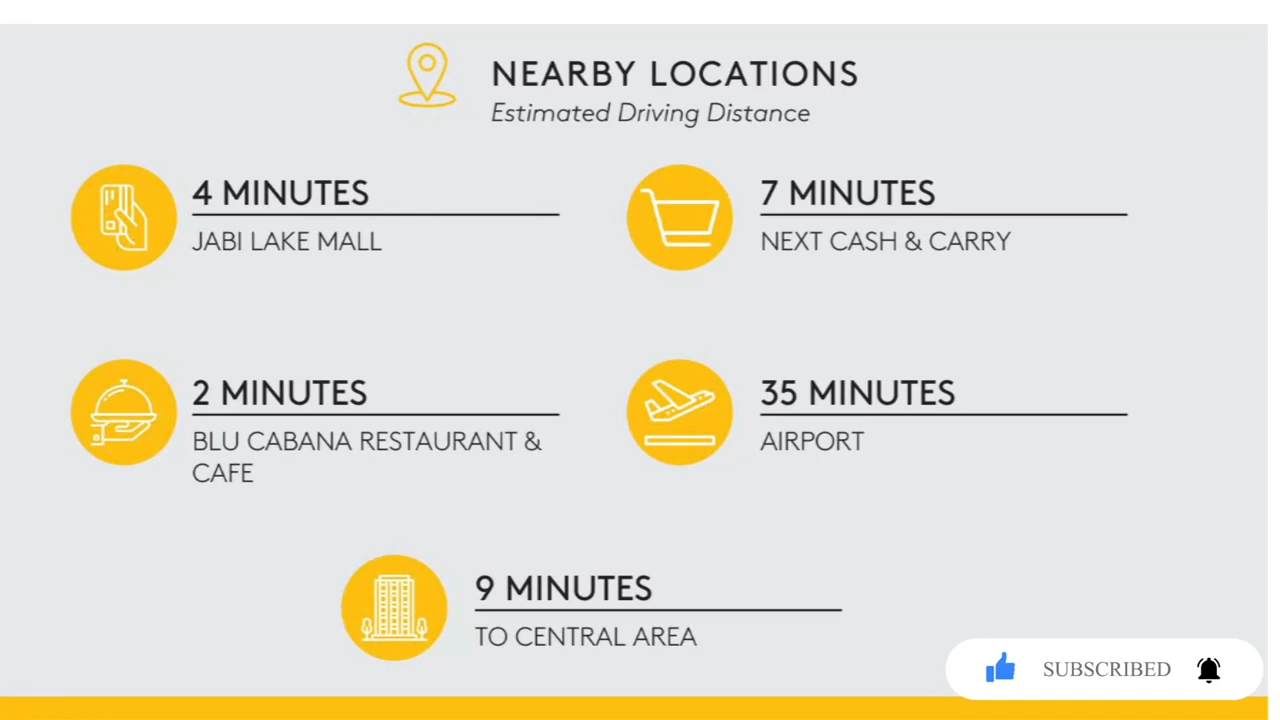 NEARBY LOCATIONS
Estimated Driving Distance
4 MINUTES
JABI LAKE MALL
7 MINUTES
NEXT CASH & CARRY
2 MINUTES
BLU CABANA RESTAURANT &
CAFE
35 MINUTES
AIRPORT
9 MINUTES
TO CENTRAL AREA
SUBSCRIBED